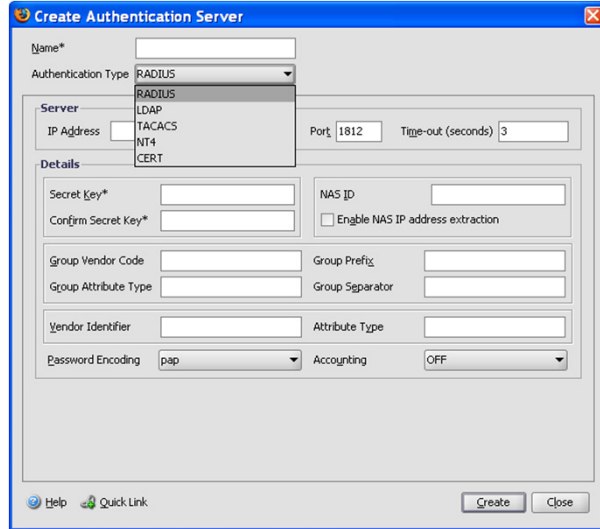 Create Authentication Server
Name*
Authentication Type RADIUS
RADIUS
LDAP
TACACS
NT4
CERT
Server
IP Address Port 1812 Time-out (seconds) 3
Details
Secret Key* NAS ID
Confirm Secret Key* Enable NAS IP address extraction
Group Vendor Code Group Prefix
Group Attribute Type Group Separator
Vendor Identifier Attribute Type
Password Encoding pap Accounting OFF
Help Quick Link Create Close